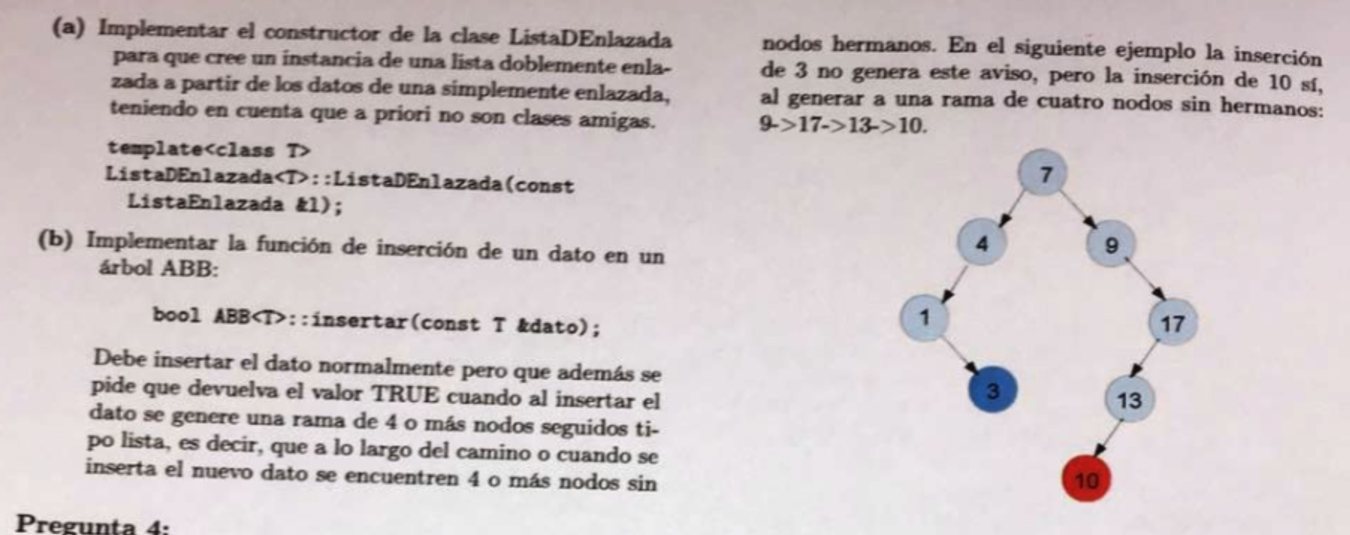 (a) Implementar el constructor de la clase ListaDEnlazada
para que cree un instancia de una lista doblemente enla-
zada a partir de los datos de una simplemente enlazada,
teniendo en cuenta que a priori no son clases amigas.
template<class T>
ListaDEnlazada<T>::ListaDEnlazada(const
ListaEnlazada &l);
(b) Implementar la función de inserción de un dato en un
árbol ABB:
bool ABB<T>::insertar(const T &dato);
Debe insertar el dato normalmente pero que además se
pide que devuelva el valor TRUE cuando al insertar el
dato se genere una rama de 4 o más nodos seguidos ti-
po lista, es decir, que a lo largo del camino o cuando se
inserta el nuevo dato se encuentren 4 o más nodos sin
Pregunta 4:
nodos hermanos. En el siguiente ejemplo la inserción
de 3 no genera este aviso, pero la inserción de 10 sí,
al generar a una rama de cuatro nodos sin hermanos:
9->17->13->10.
7
4 9
1 17
3 13
10